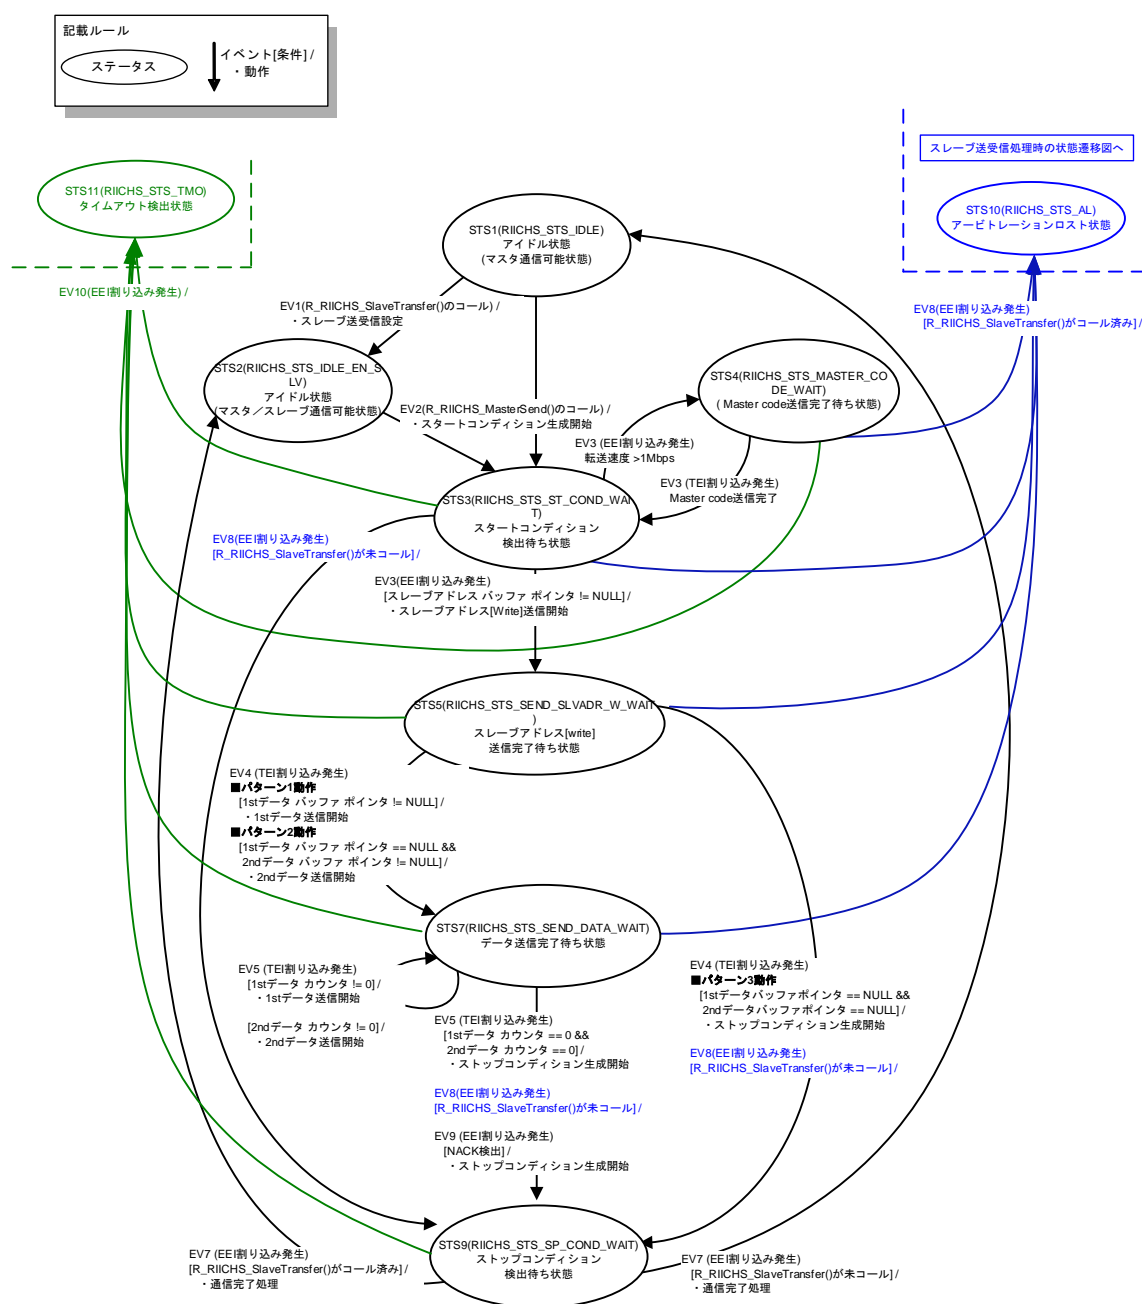 記載ルール
ステータス
イベント[条件] /
・動作
スレーブ送受信処理時の状態遷移図へ
STS11(RIICHS_STS_TMO)
タイムアウト検出状態
STS10(RIICHS_STS_AL)
アービトレーションロスト状態
STS1(RIICHS_STS_IDLE)
アイドル状態
(マスタ通信可能状態)
EV10(EEI割り込み発生) /
EV1(R_RIICHS_SlaveTransfer()のコール) /
・スレーブ送受信設定
EV8(EEI割り込み発生)
[R_RIICHS_SlaveTransfer()がコール済み] /
STS2(RIICHS_STS_IDLE_EN_S
LV)
アイドル状態
(マスタ／スレーブ通信可能状態)
STS4(RIICHS_STS_MASTER_CO
DE_WAIT)
( Master code送信完了待ち状態)
EV2(R_RIICHS_MasterSend()のコール) /
・スタートコンディション生成開始
EV3 (EEI割り込み発生)
転送速度 >1Mbps
EV3 (TEI割り込み発生)
Master code送信完了
STS3(RIICHS_STS_ST_COND_WAI
T)
スタートコンディション
検出待ち状態
EV8(EEI割り込み発生)
[R_RIICHS_SlaveTransfer()が未コール] /
EV3(EEI割り込み発生)
[スレーブアドレス バッファ ポインタ != NULL] /
・スレーブアドレス[Write]送信開始
STS5(RIICHS_STS_SEND_SLVADR_W_WAIT
)
スレーブアドレス[write]
送信完了待ち状態
EV4 (TEI割り込み発生)
■パターン1動作
[1stデータ バッファ ポインタ != NULL] /
・1stデータ送信開始
■パターン2動作
[1stデータ バッファ ポインタ == NULL &&
2ndデータ バッファ ポインタ != NULL] /
・2ndデータ送信開始
STS7(RIICHS_STS_SEND_DATA_WAIT)
データ送信完了待ち状態
EV5 (TEI割り込み発生)
[1stデータ カウンタ != 0] /
・1stデータ送信開始
[2ndデータ カウンタ != 0] /
・2ndデータ送信開始
EV4 (TEI割り込み発生)
■パターン3動作
[1stデータバッファポインタ == NULL &&
2ndデータバッファポインタ == NULL] /
・ストップコンディション生成開始
EV8(EEI割り込み発生)
[R_RIICHS_SlaveTransfer()が未コール] /
EV5 (TEI割り込み発生)
[1stデータ カウンタ == 0 &&
2ndデータ カウンタ == 0] /
・ストップコンディション生成開始
EV8(EEI割り込み発生)
[R_RIICHS_SlaveTransfer()が未コール] /
EV9 (EEI割り込み発生)
[NACK検出] /
・ストップコンディション生成開始
STS9(RIICHS_STS_SP_COND_WAIT)
ストップコンディション
検出待ち状態
EV7 (EEI割り込み発生)
[R_RIICHS_SlaveTransfer()がコール済み] /
・通信完了処理
EV7 (EEI割り込み発生)
[R_RIICHS_SlaveTransfer()が未コール] /
・通信完了処理